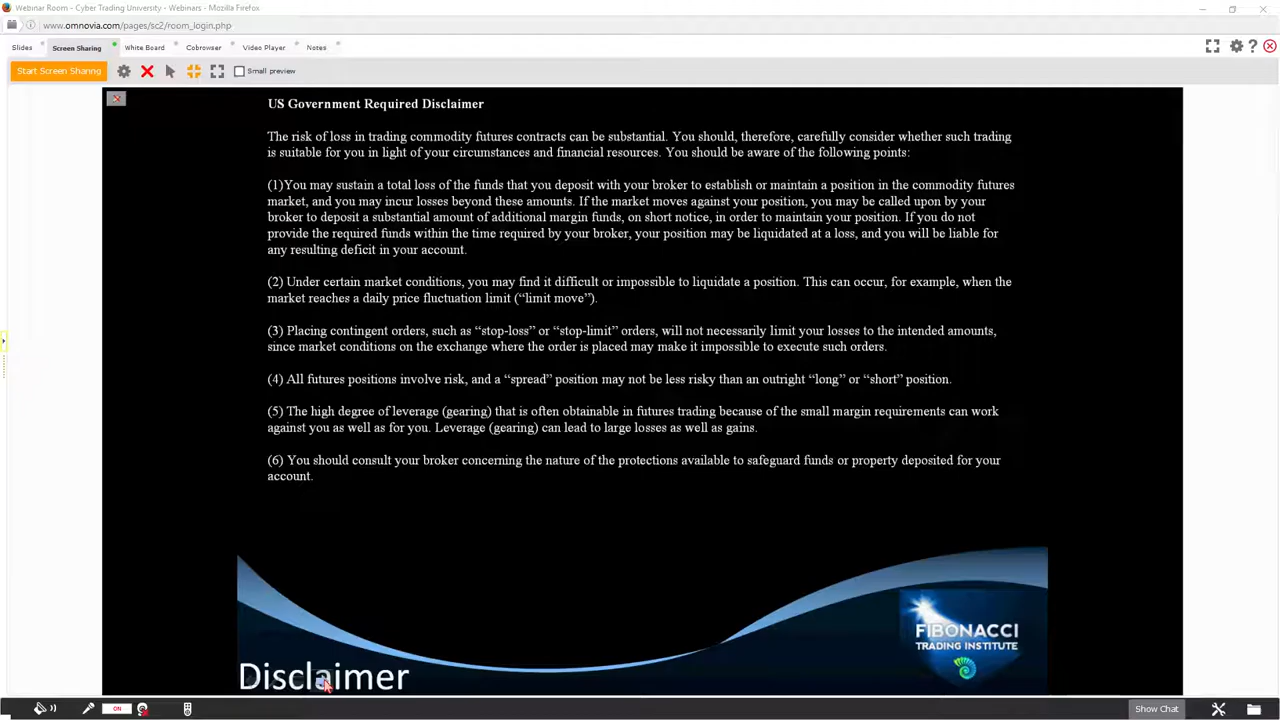 Webinar Room - Cyber Trading University - Webinars - Mozilla Firefox
www.omnovia.com/pages/sc2/room_login.php
Slides Screen Sharing White Board Cobrowser Video Player Notes
Start Screen Sharing Small preview
US Government Required Disclaimer
The risk of loss in trading commodity futures contracts can be substantial. You should, therefore, carefully consider whether such trading
is suitable for you in light of your circumstances and financial resources. You should be aware of the following points:
(1)You may sustain a total loss of the funds that you deposit with your broker to establish or maintain a position in the commodity futures
market, and you may incur losses beyond these amounts. If the market moves against your position, you may be called upon by your
broker to deposit a substantial amount of additional margin funds, on short notice, in order to maintain your position. If you do not
provide the required funds within the time required by your broker, your position may be liquidated at a loss, and you will be liable for
any resulting deficit in your account.
(2) Under certain market conditions, you may find it difficult or impossible to liquidate a position. This can occur, for example, when the
market reaches a daily price fluctuation limit (“limit move”).
(3) Placing contingent orders, such as “stop-loss” or “stop-limit” orders, will not necessarily limit your losses to the intended amounts,
since market conditions on the exchange where the order is placed may make it impossible to execute such orders.
(4) All futures positions involve risk, and a “spread” position may not be less risky than an outright “long” or “short” position.
(5) The high degree of leverage (gearing) that is often obtainable in futures trading because of the small margin requirements can work
against you as well as for you. Leverage (gearing) can lead to large losses as well as gains.
(6) You should consult your broker concerning the nature of the protections available to safeguard funds or property deposited for your
account.
FIBONACCI
TRADING INSTITUTE
Disclaimer
ON
Show Chat